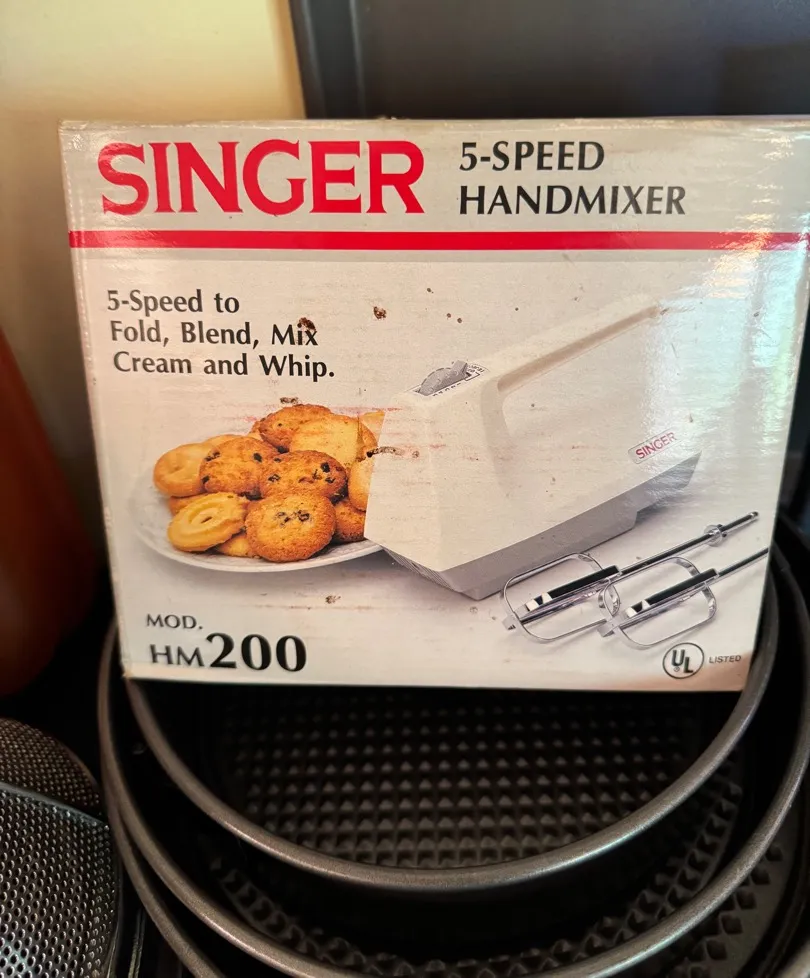 SINGER
5-SPEED
HANDMIXER
5-Speed to
Fold, Blend, Mix
Cream and Whip.
SINGER
MOD.
HM200
UL LISTED